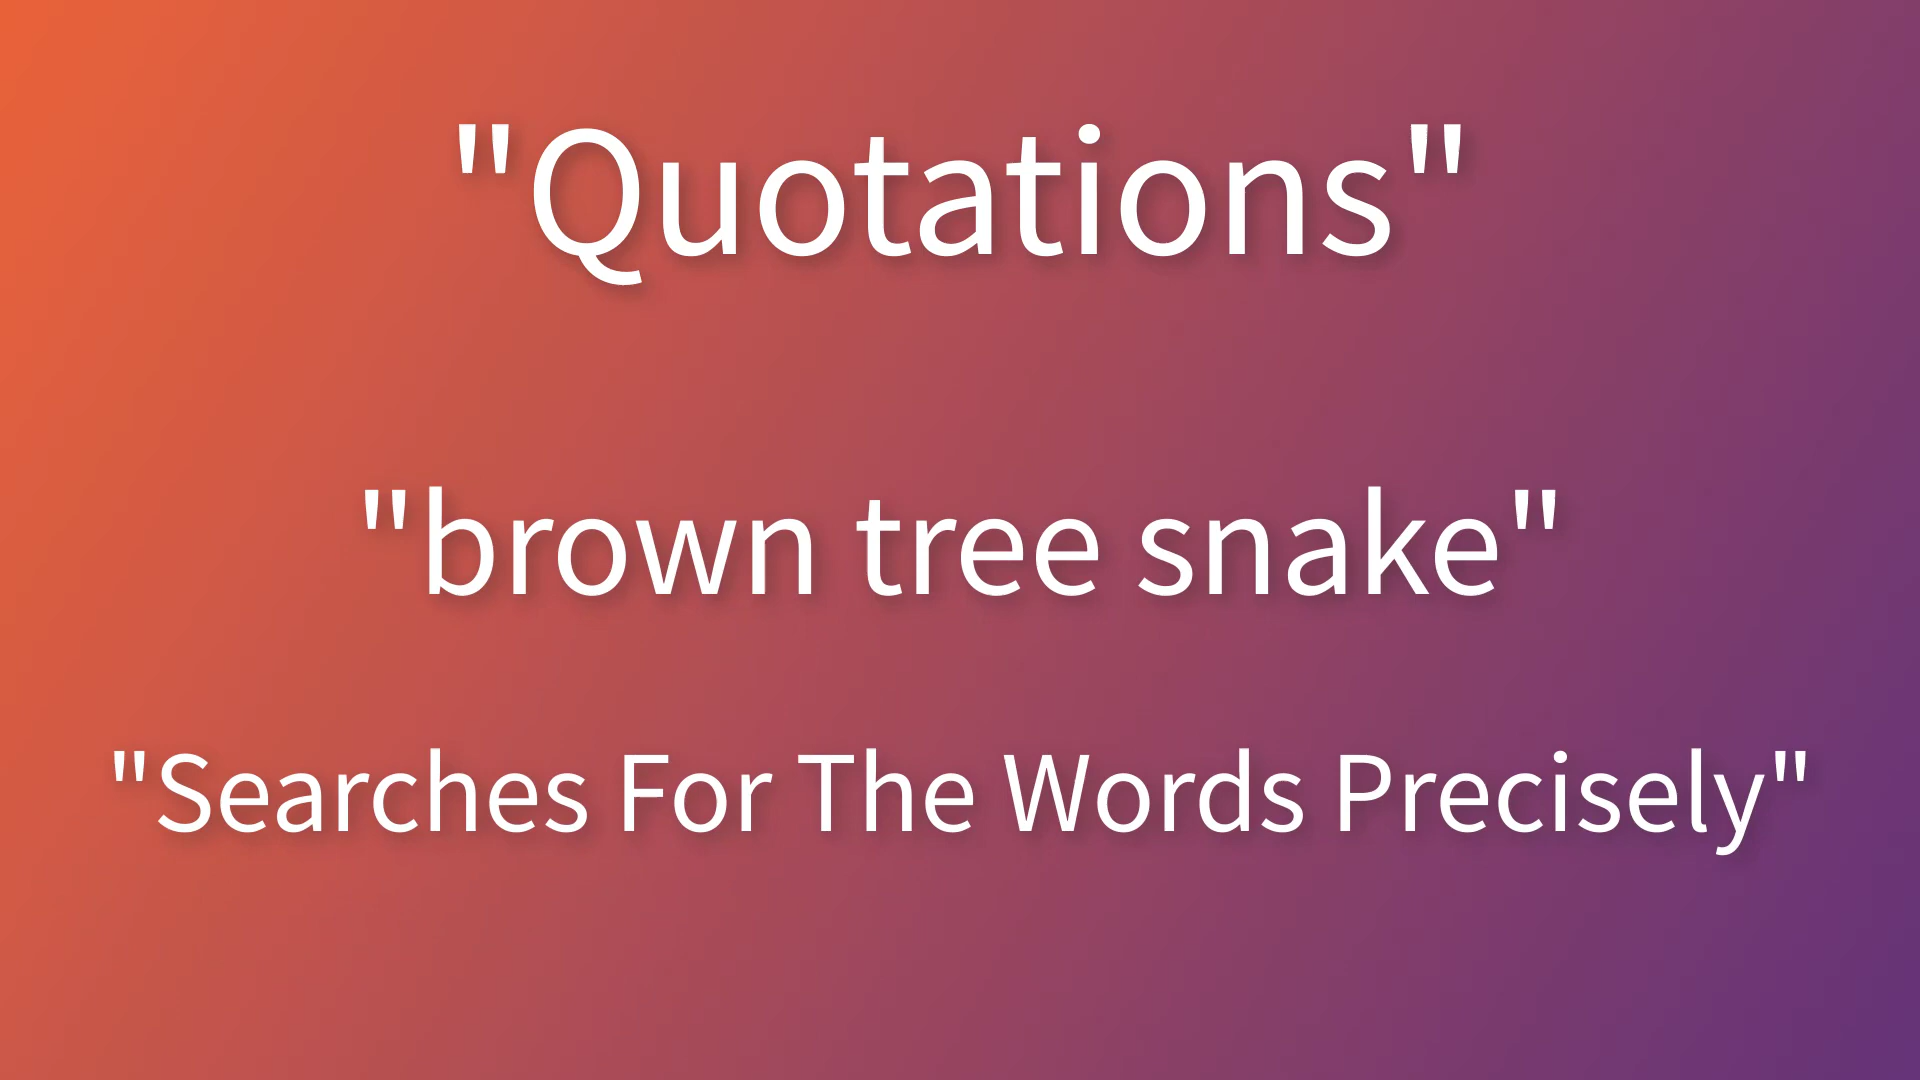 "Quotations"
"brown tree snake"
"Searches For The Words Precisely"